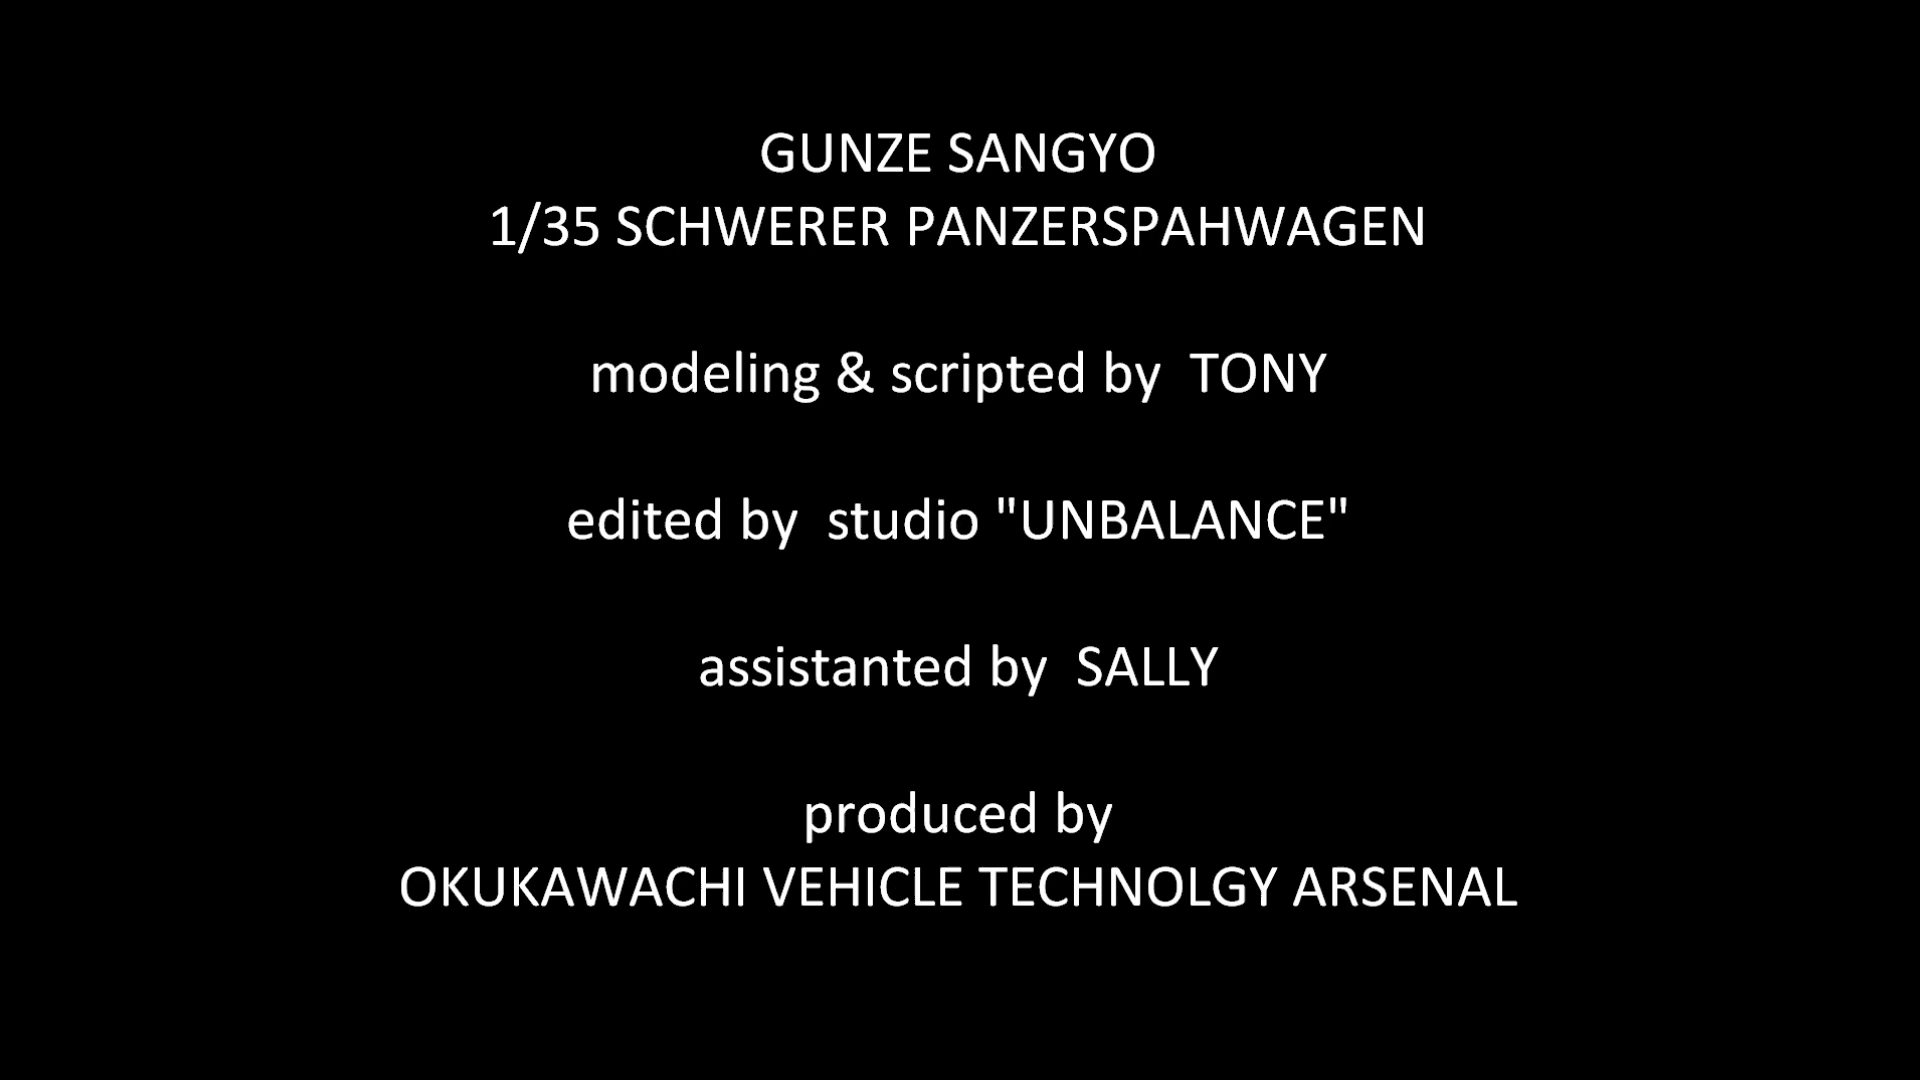 GUNZE SANGYO
1/35 SCHWERER PANZERSPAHWAGEN
modeling & scripted by  TONY
edited by  studio "UNBALANCE"
assistanted by  SALLY
produced by
OKUKAWACHI VEHICLE TECHNOLGY ARSENAL